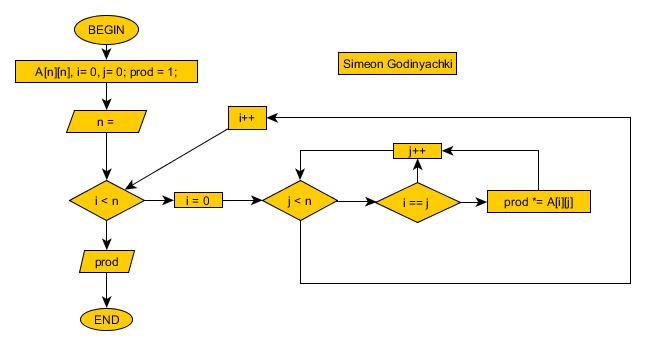 BEGIN
A[n][n], i= 0, j= 0; prod = 1;
Simeon Godinyachki
n =
i++
j++
i < n
i = 0
j < n
i == j
prod *= A[i][j]
prod
END